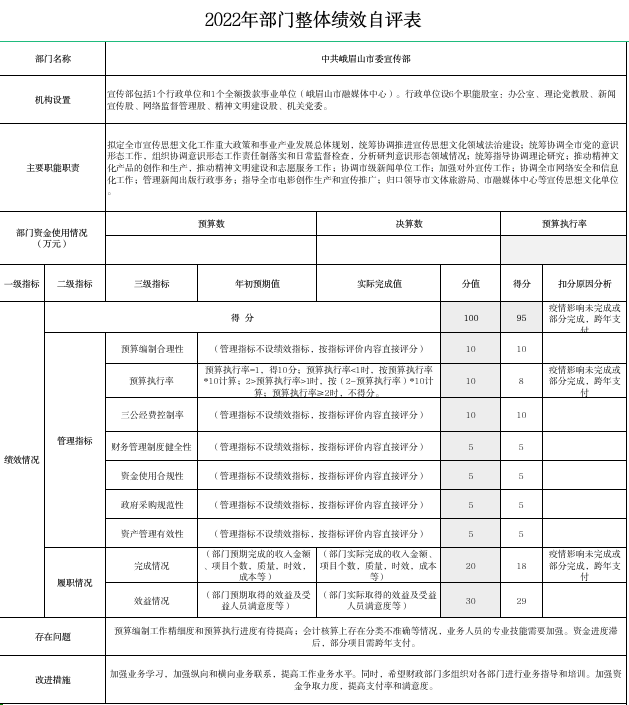 2022年部门整体绩效自评表
部门名称
中共峨眉山市委宣传部
机构设置
宣传部包括1个行政单位和1个全额拨款事业单位（峨眉山市融媒体中心）。行政单位设6个职能股室：办公室、理论党教股、新闻
宣传股、网络监督管理股、精神文明建设股、机关党委。
主要职能职责
拟定全市宣传思想文化工作重大政策和事业产业发展总体规划，统筹协调推进宣传思想文化领域法治建设；统筹协调全市党的意识
形态工作，组织协调意识形态工作责任制落实和日常监督检查，分析研判意识形态领域情况；统筹指导协调理论研究；推动精神文
化产品的创作和生产，推动精神文明建设和志愿服务工作；协调市级新闻单位工作；加强对外宣传工作；协调全市网络安全和信息
化工作；管理新闻出版行政事务；指导全市电影创作生产和宣传推广；归口领导市文体旅游局、市融媒体中心等宣传思想文化单位
。
部门资金使用情况
（万元）
预算数 决算数 预算执行率
一级指标 二级指标 三级指标 年初预期值 实际完成值 分值 得分 扣分原因分析
得 分 100 95
疫情影响未完成或
部分完成，跨年支
付
绩效情况
管理指标
预算编制合理性 （管理指标不设绩效指标，按指标评价内容直接评分） 10 10
预算执行率
预算执行率=1，得10分；预算执行率<1时，按预算执行率
*10计算；2>预算执行率>1时，按（2-预算执行率）*10计
算；预算执行率≥2时，不得分。
10 8
疫情影响未完成或
部分完成，跨年支
付
三公经费控制率 （管理指标不设绩效指标，按指标评价内容直接评分） 10 10
财务管理制度健全性 （管理指标不设绩效指标，按指标评价内容直接评分） 5 5
资金使用合规性 （管理指标不设绩效指标，按指标评价内容直接评分） 5 5
政府采购规范性 （管理指标不设绩效指标，按指标评价内容直接评分） 5 5
资产管理有效性 （管理指标不设绩效指标，按指标评价内容直接评分） 5 5
履职情况
完成情况
（部门预期完成的收入金额
、项目个数，质量，时效，
成本等）
（部门实际完成的收入金额、
项目个数，质量，时效，成本
等）
20 18
疫情影响未完成或
部分完成，跨年支
付
效益情况
（部门预期取得的效益及受
益人员满意度等）
（部门实际取得的效益及受
益人员满意度等）
30 29
存在问题
预算编制工作精细度和预算执行进度有待提高；会计核算上存在分类不准确等情况，业务人员的专业技能需要加强。资金进度滞
后，部分项目需跨年支付。
改进措施
加强业务学习，加强纵向和横向业务联系，提高工作业务水平。同时，希望财政部门多组织对各部门进行业务指导和培训。加强资
金争取力度，提高支付率和满意度。